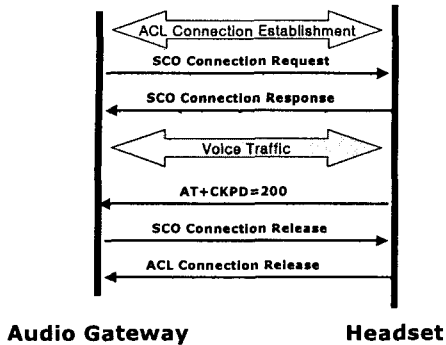 ACL Connection Establishment
SCO Connection Request
SCO Connection Response
Voice Traffic
AT+CKPD=200
SCO Connection Release
ACL Connection Release
Audio Gateway
Headset